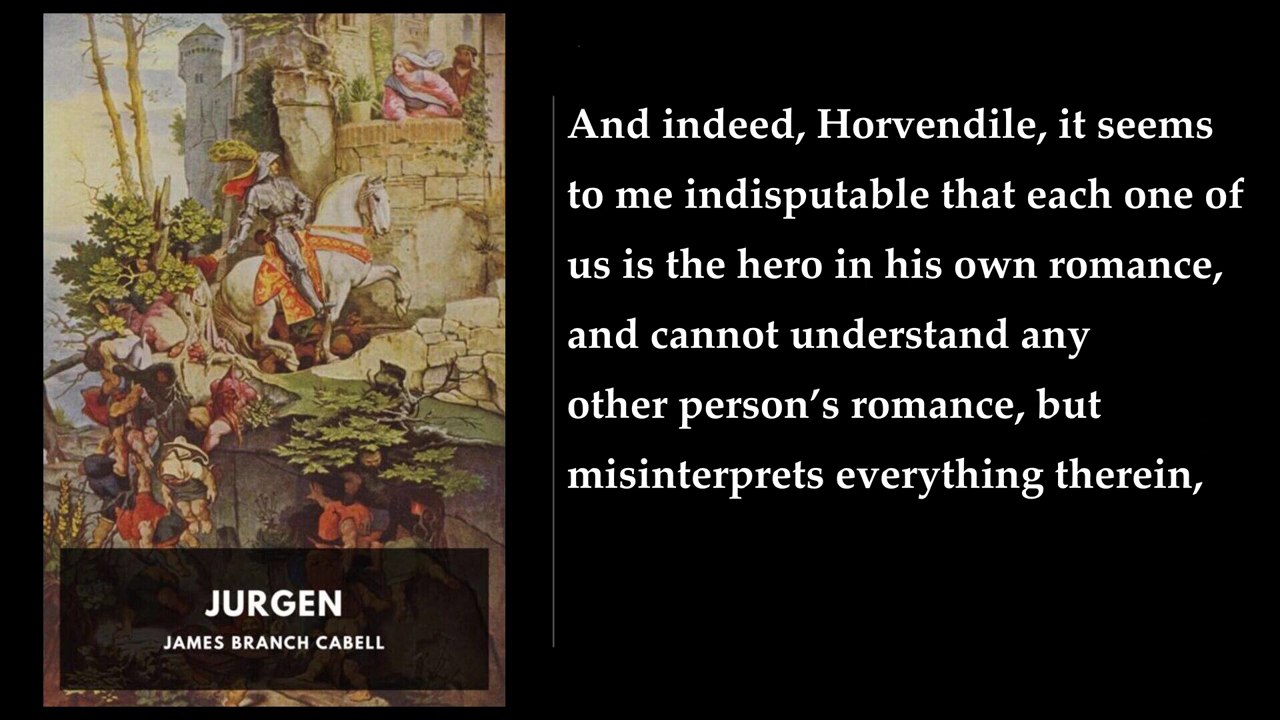 JURGEN
JAMES BRANCH CABELL
And indeed, Horvendile, it seems
to me indisputable that each one of
us is the hero in his own romance,
and cannot understand any
other person’s romance, but
misinterprets everything therein,